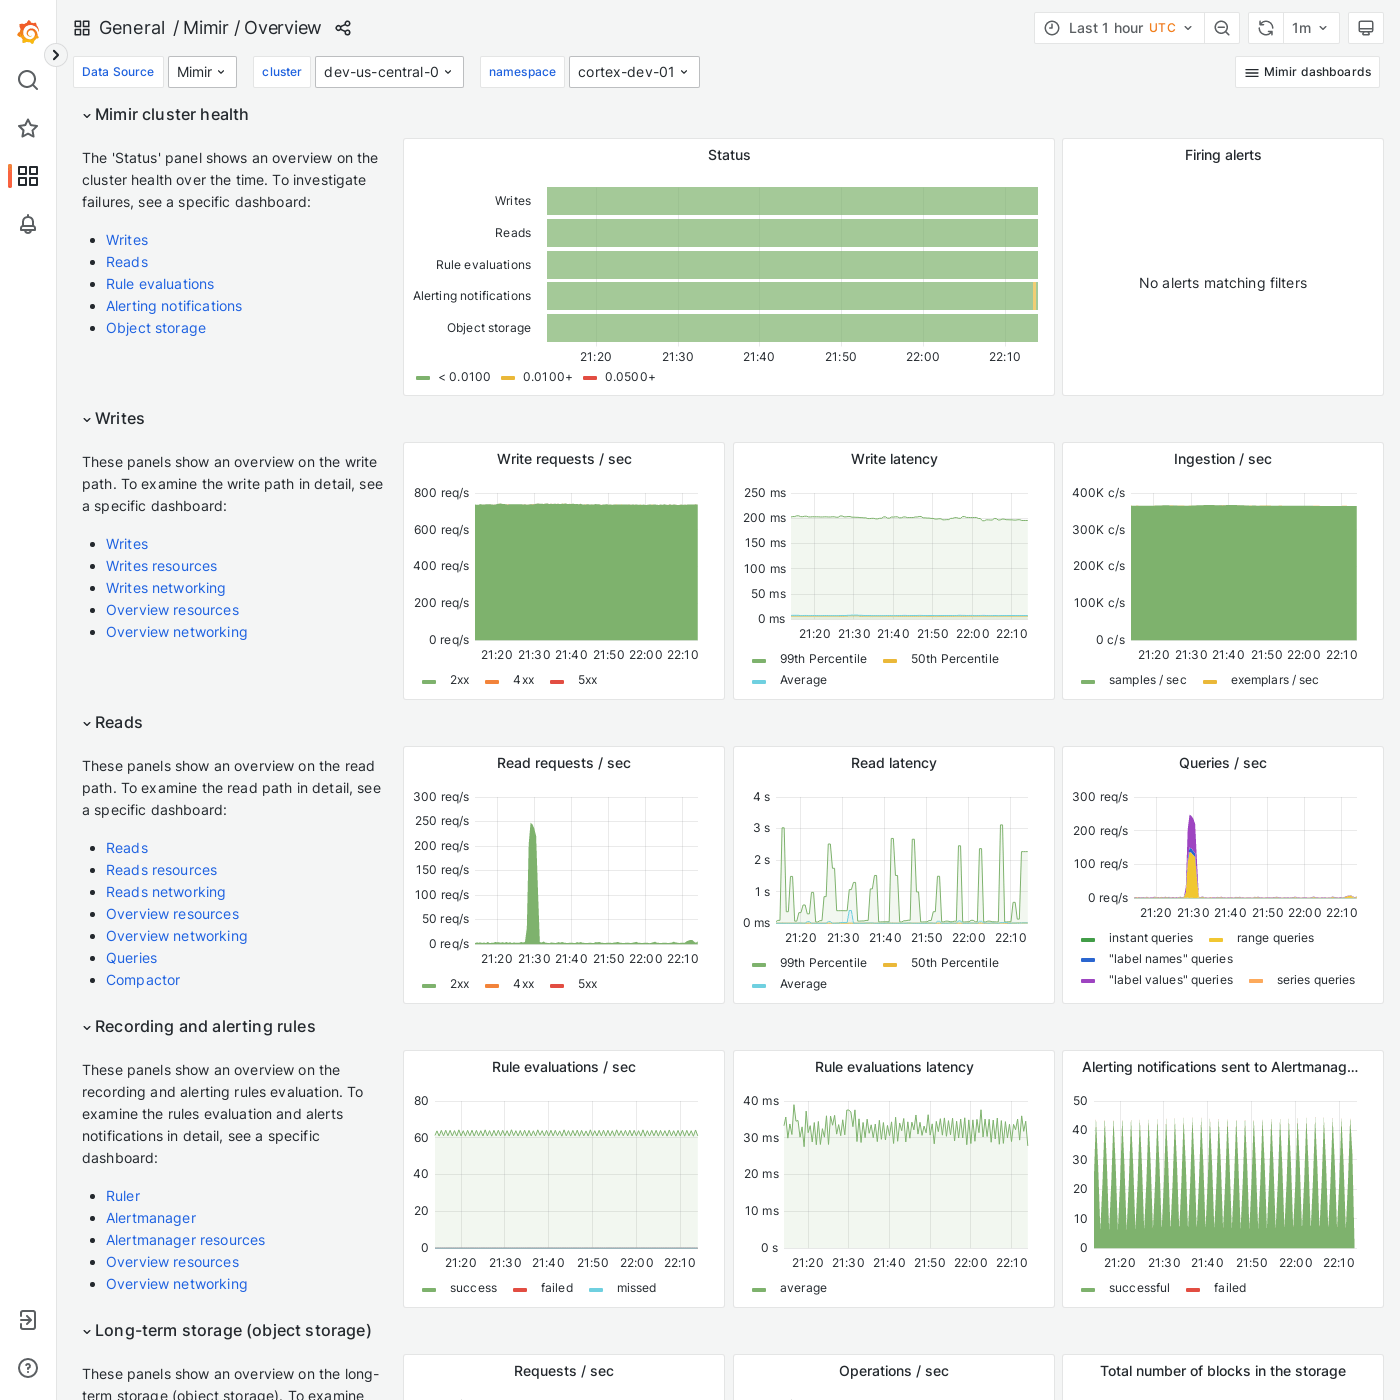 General / Mimir / Overview
Last 1 hour UTC
1m
Data Source Mimir cluster dev-us-central-0 namespace cortex-dev-01
Mimir dashboards
Mimir cluster health
The 'Status' panel shows an overview on the
cluster health over the time. To investigate
failures, see a specific dashboard:
Writes
Reads
Rule evaluations
Alerting notifications
Object storage
Status
Writes
Reads
Rule evaluations
Alerting notifications
Object storage
21:20 21:30 21:40 21:50 22:00 22:10
< 0.0100 0.0100+ 0.0500+
Firing alerts
No alerts matching filters
Writes
These panels show an overview on the write
path. To examine the write path in detail, see
a specific dashboard:
Writes
Writes resources
Writes networking
Overview resources
Overview networking
Write requests / sec
800 req/s
600 req/s
400 req/s
200 req/s
0 req/s
21:20 21:30 21:40 21:50 22:00 22:10
2xx 4xx 5xx
Write latency
250 ms
200 ms
150 ms
100 ms
50 ms
0 ms
21:20 21:30 21:40 21:50 22:00 22:10
99th Percentile 50th Percentile
Average
Ingestion / sec
400K c/s
300K c/s
200K c/s
100K c/s
0 c/s
21:20 21:30 21:40 21:50 22:00 22:10
samples / sec exemplars / sec
Reads
These panels show an overview on the read
path. To examine the read path in detail, see
a specific dashboard:
Reads
Reads resources
Reads networking
Overview resources
Overview networking
Queries
Compactor
Read requests / sec
300 req/s
250 req/s
200 req/s
150 req/s
100 req/s
50 req/s
0 req/s
21:20 21:30 21:40 21:50 22:00 22:10
2xx 4xx 5xx
Read latency
4 s
3 s
2 s
1 s
0 ms
21:20 21:30 21:40 21:50 22:00 22:10
99th Percentile 50th Percentile
Average
Queries / sec
300 req/s
200 req/s
100 req/s
0 req/s
21:20 21:30 21:40 21:50 22:00 22:10
instant queries range queries
"label names" queries
"label values" queries series queries
Recording and alerting rules
These panels show an overview on the
recording and alerting rules evaluation. To
examine the rules evaluation and alerts
notifications in detail, see a specific
dashboard:
Ruler
Alertmanager
Alertmanager resources
Overview resources
Overview networking
Rule evaluations / sec
80
60
40
20
0
21:20 21:30 21:40 21:50 22:00 22:10
success failed missed
Rule evaluations latency
40 ms
30 ms
20 ms
10 ms
0 s
21:20 21:30 21:40 21:50 22:00 22:10
average
Alerting notifications sent to Alertmanag...
50
40
30
20
10
0
21:20 21:30 21:40 21:50 22:00 22:10
successful failed
Long-term storage (object storage)
These panels show an overview on the long-
term storage (object storage). To examine
Requests / sec
Operations / sec
Total number of blocks in the storage